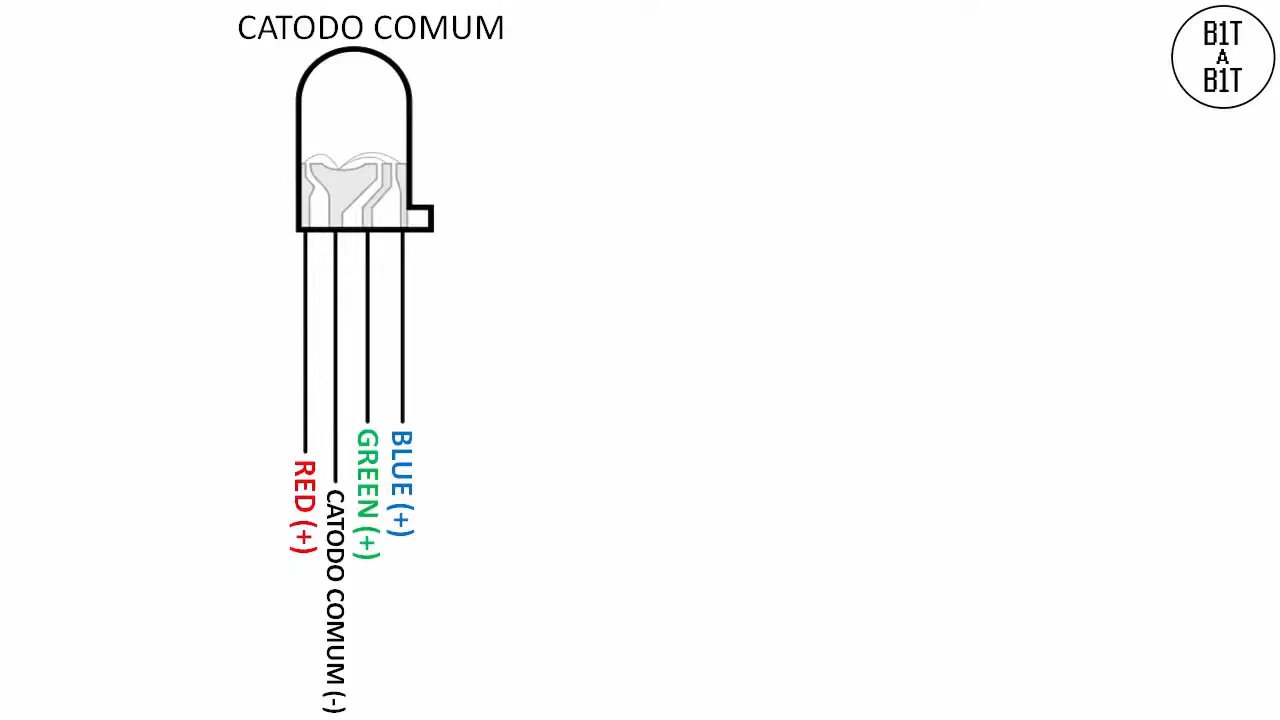 CATODO COMUM
B1T
A
B1T
RED (+)
CATODO COMUM (-)
GREEN (+)
BLUE (+)